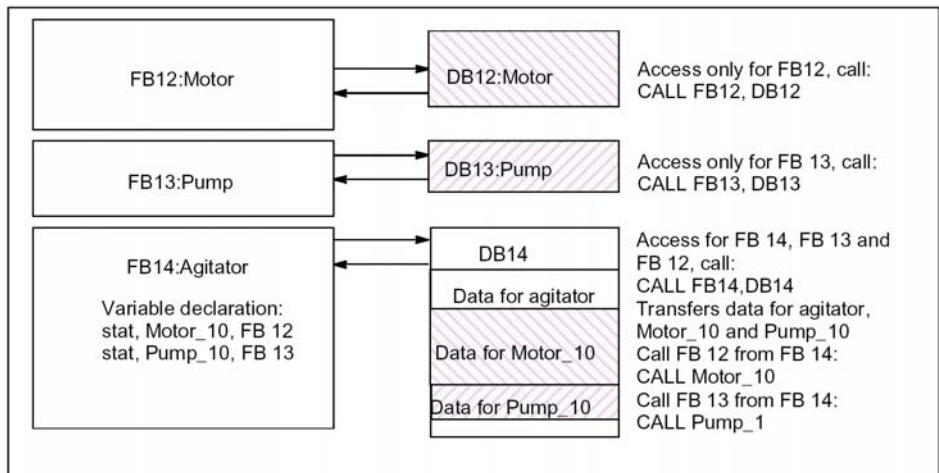 FB12:Motor
DB12:Motor
Access only for FB12, call:
CALL FB12, DB12
FB13:Pump
DB13:Pump
Access only for FB 13, call:
CALL FB13, DB13
FB14:Agitator
Variable declaration:
stat, Motor_10, FB 12
stat, Pump_10, FB 13
DB14
Data for agitator
Data for Motor_10
Data for Pump_10
Access for FB 14, FB 13 and
FB 12, call:
CALL FB14,DB14
Transfers data for agitator,
Motor_10 and Pump_10
Call FB 12 from FB 14:
CALL Motor_10
Call FB 13 from FB 14:
CALL Pump_1